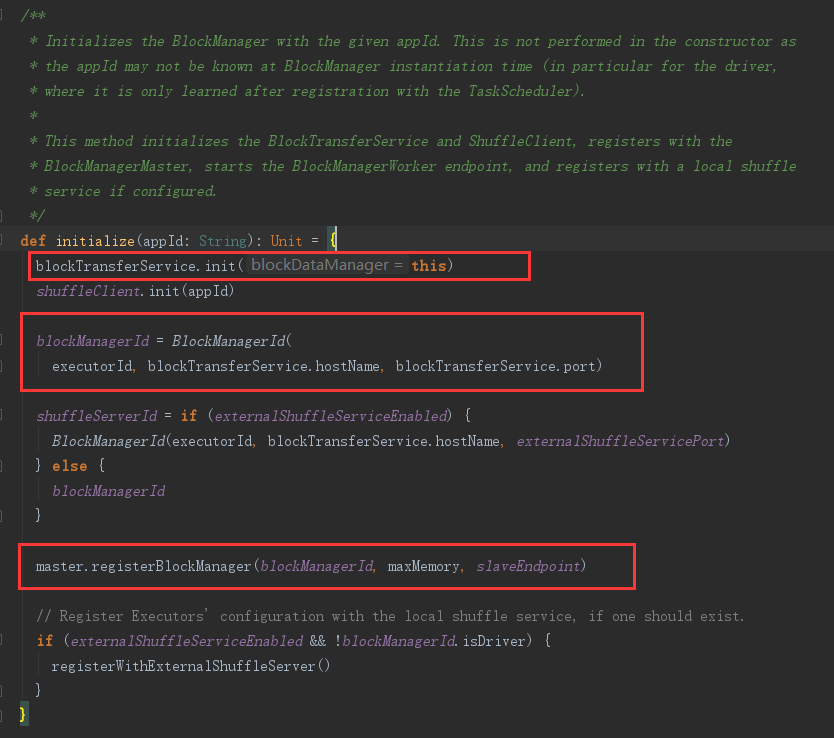 /**
* Initializes the BlockManager with the given appId. This is not performed in the constructor as
* the appId may not be known at BlockManager instantiation time (in particular for the driver,
* where it is only learned after registration with the TaskScheduler).
*
* This method initializes the BlockTransferService and ShuffleClient, registers with the
* BlockManagerMaster, starts the BlockManagerWorker endpoint, and registers with a local shuffle
* service if configured.
*/
def initialize(appId: String): Unit = {
blockTransferService.init( blockDataManager = this)
shuffleClient.init(appId)
blockManagerId = BlockManagerId(
executorId, blockTransferService.hostName, blockTransferService.port)
shuffleServerId = if (externalShuffleServiceEnabled) {
BlockManagerId(executorId, blockTransferService.hostName, externalShuffleServicePort)
} else {
blockManagerId
}
master.registerBlockManager(blockManagerId, maxMemory, slaveEndpoint)
// Register Executors' configuration with the local shuffle service, if one should exist.
if (externalShuffleServiceEnabled && !blockManagerId.isDriver) {
registerWithExternalShuffleServer()
}
}